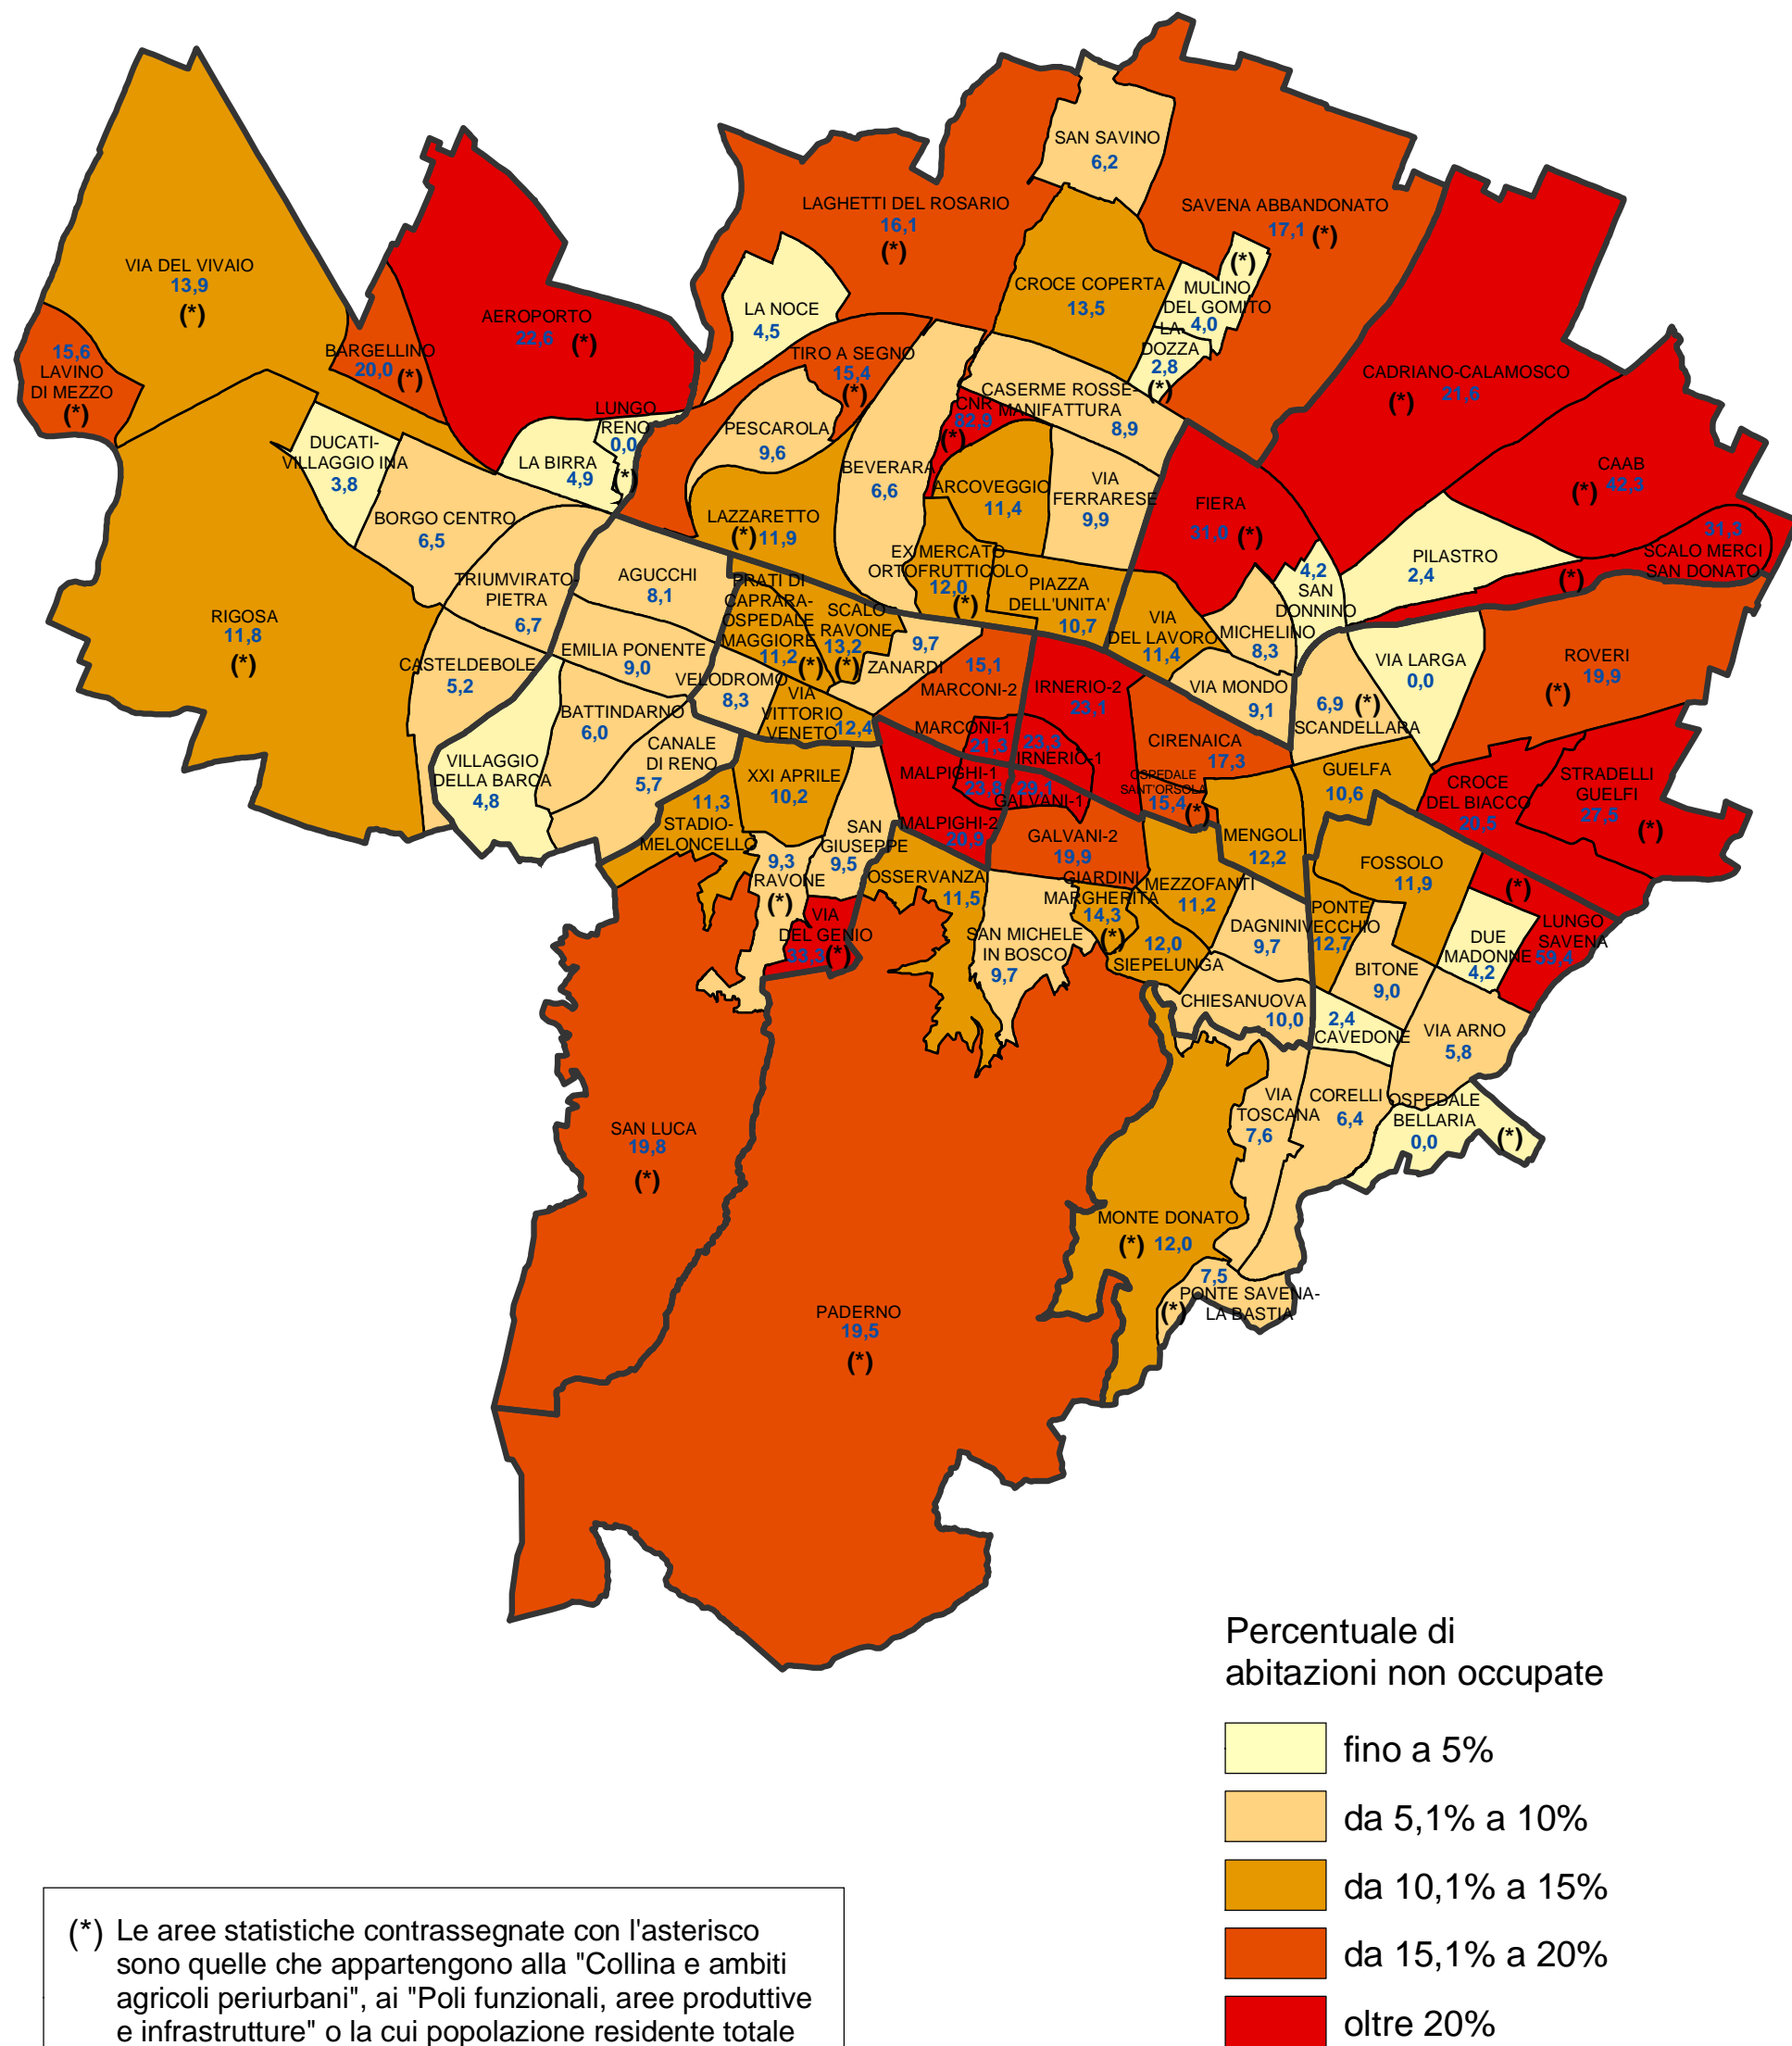 SAN SAVINO
6,2
LAGHETTI DEL ROSARIO
16,1
(*)
SAVENA ABBANDONATO
17,1 (*)
VIA DEL VIVAIO
13,9
(*)
CROCE COPERTA
13,5
(*)
MULINO
DEL GOMITO
4,0
LA NOCE
4,5
AEROPORTO
22,6 (*)
BARGELLINO
20,0 (*)
15,6
LAVINO
DI MEZZO
(*)
TIRO A SEGNO
15,4
(*)
LA
DOZZA
2,8
(*)
CADRIANO-CALAMOSCO
(*) 21,6
CASERME ROSSE-
MANIFATTURA
8,9
CNR
82,9
(*)
LUNGO
RENO
0,0
(*)
PESCAROLA
9,6
DUCATI-
VILLAGGIO INA
3,8
LA BIRRA
4,9
BEVERARA
6,6
ARCOVEGGIO
11,4
VIA
FERRARESE
9,9
CAAB
(*) 42,3
FIERA
31,0 (*)
BORGO CENTRO
6,5
LAZZARETTO
(*) 11,9
31,3
SCALO MERCI
SAN DONATO
(*)
PILASTRO
2,4
EX MERCATO
ORTOFRUTTICOLO
12,0
(*)
4,2
SAN
DONNINO
TRIUMVIRATO-
PIETRA
6,7
AGUCCHI
8,1
PRATI DI
CAPRARA-
OSPEDALE
MAGGIORE
11,2 (*)
SCALO
RAVONE
13,2
(*)
PIAZZA
DELL'UNITA'
10,7
VIA
DEL LAVORO
11,4
MICHELINO
8,3
RIGOSA
11,8
(*)
EMILIA PONENTE
9,0
9,7
ZANARDI
15,1
MARCONI-2
VIA LARGA
0,0
ROVERI
19,9
(*)
CASTELDEBOLE
5,2
VELODROMO
8,3
IRNERIO-2
23,1
VIA MONDO
9,1
6,9 (*)
SCANDELLARA
VIA
VITTORIO
VENETO 12,4
BATTINDARNO
6,0
MARCONI-1
21,3
23,3
IRNERIO-1
CIRENAICA
17,3
CANALE
DI RENO
5,7
VILLAGGIO
DELLA BARCA
4,8
XXI APRILE
10,2
MALPIGHI-1
23,8
29,1
GALVANI-1
OSPEDALE
SANT'ORSOLA
15,4
(*)
GUELFA
10,6
CROCE
DEL BIACCO
20,5
STRADELLI
GUELFI
27,5
(*)
11,3
STADIO-
MELONCELLO
SAN
GIUSEPPE
9,5
MALPIGHI-2
20,9
GALVANI-2
19,9
MENGOLI
12,2
FOSSOLO
11,9
9,3
RAVONE
(*)
OSSERVANZA
11,5
GIARDINI
MARGHERITA
14,3
(*)
MEZZOFANTI
11,2
(*)
VIA
DEL GENIO
33,3 (*)
SAN MICHELE
IN BOSCO
9,7
12,0
SIEPELUNGA
DAGNINI
9,7
PONTE
VECCHIO
12,7
DUE
MADONNE
4,2
LUNGO
SAVENA
59,4
BITONE
9,0
CHIESANUOVA
10,0
2,4
CAVEDONE
VIA ARNO
5,8
VIA
TOSCANA
7,6
CORELLI
6,4
OSPEDALE
BELLARIA
0,0
(*)
SAN LUCA
19,8
(*)
MONTE DONATO
(*) 12,0
7,5
(*) PONTE SAVENA-
LA BASTIA
PADERNO
19,5
(*)
Percentuale di
abitazioni non occupate
fino a 5%
da 5,1% a 10%
da 10,1% a 15%
da 15,1% a 20%
oltre 20%
(*) Le aree statistiche contrassegnate con l'asterisco
sono quelle che appartengono alla "Collina e ambiti
agricoli periurbani", ai "Poli funzionali, aree produttive
e infrastrutture" o la cui popolazione residente totale